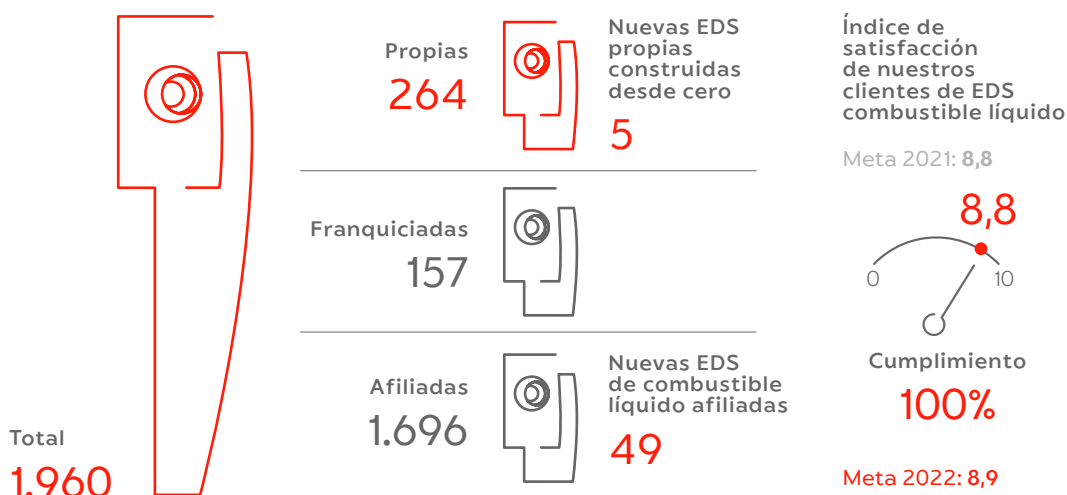 Total
1.960
Propias
264
Nuevas EDS
propias
construidas
desde cero
5
Franquiciadas
157
Afiliadas
1.696
Nuevas EDS
de combustible
líquido afiliadas
49
Índice de
satisfacción
de nuestros
clientes de EDS
combustible líquido
Meta 2021: 8,8
8,8
0
10
Cumplimiento
100%
Meta 2022: 8,9